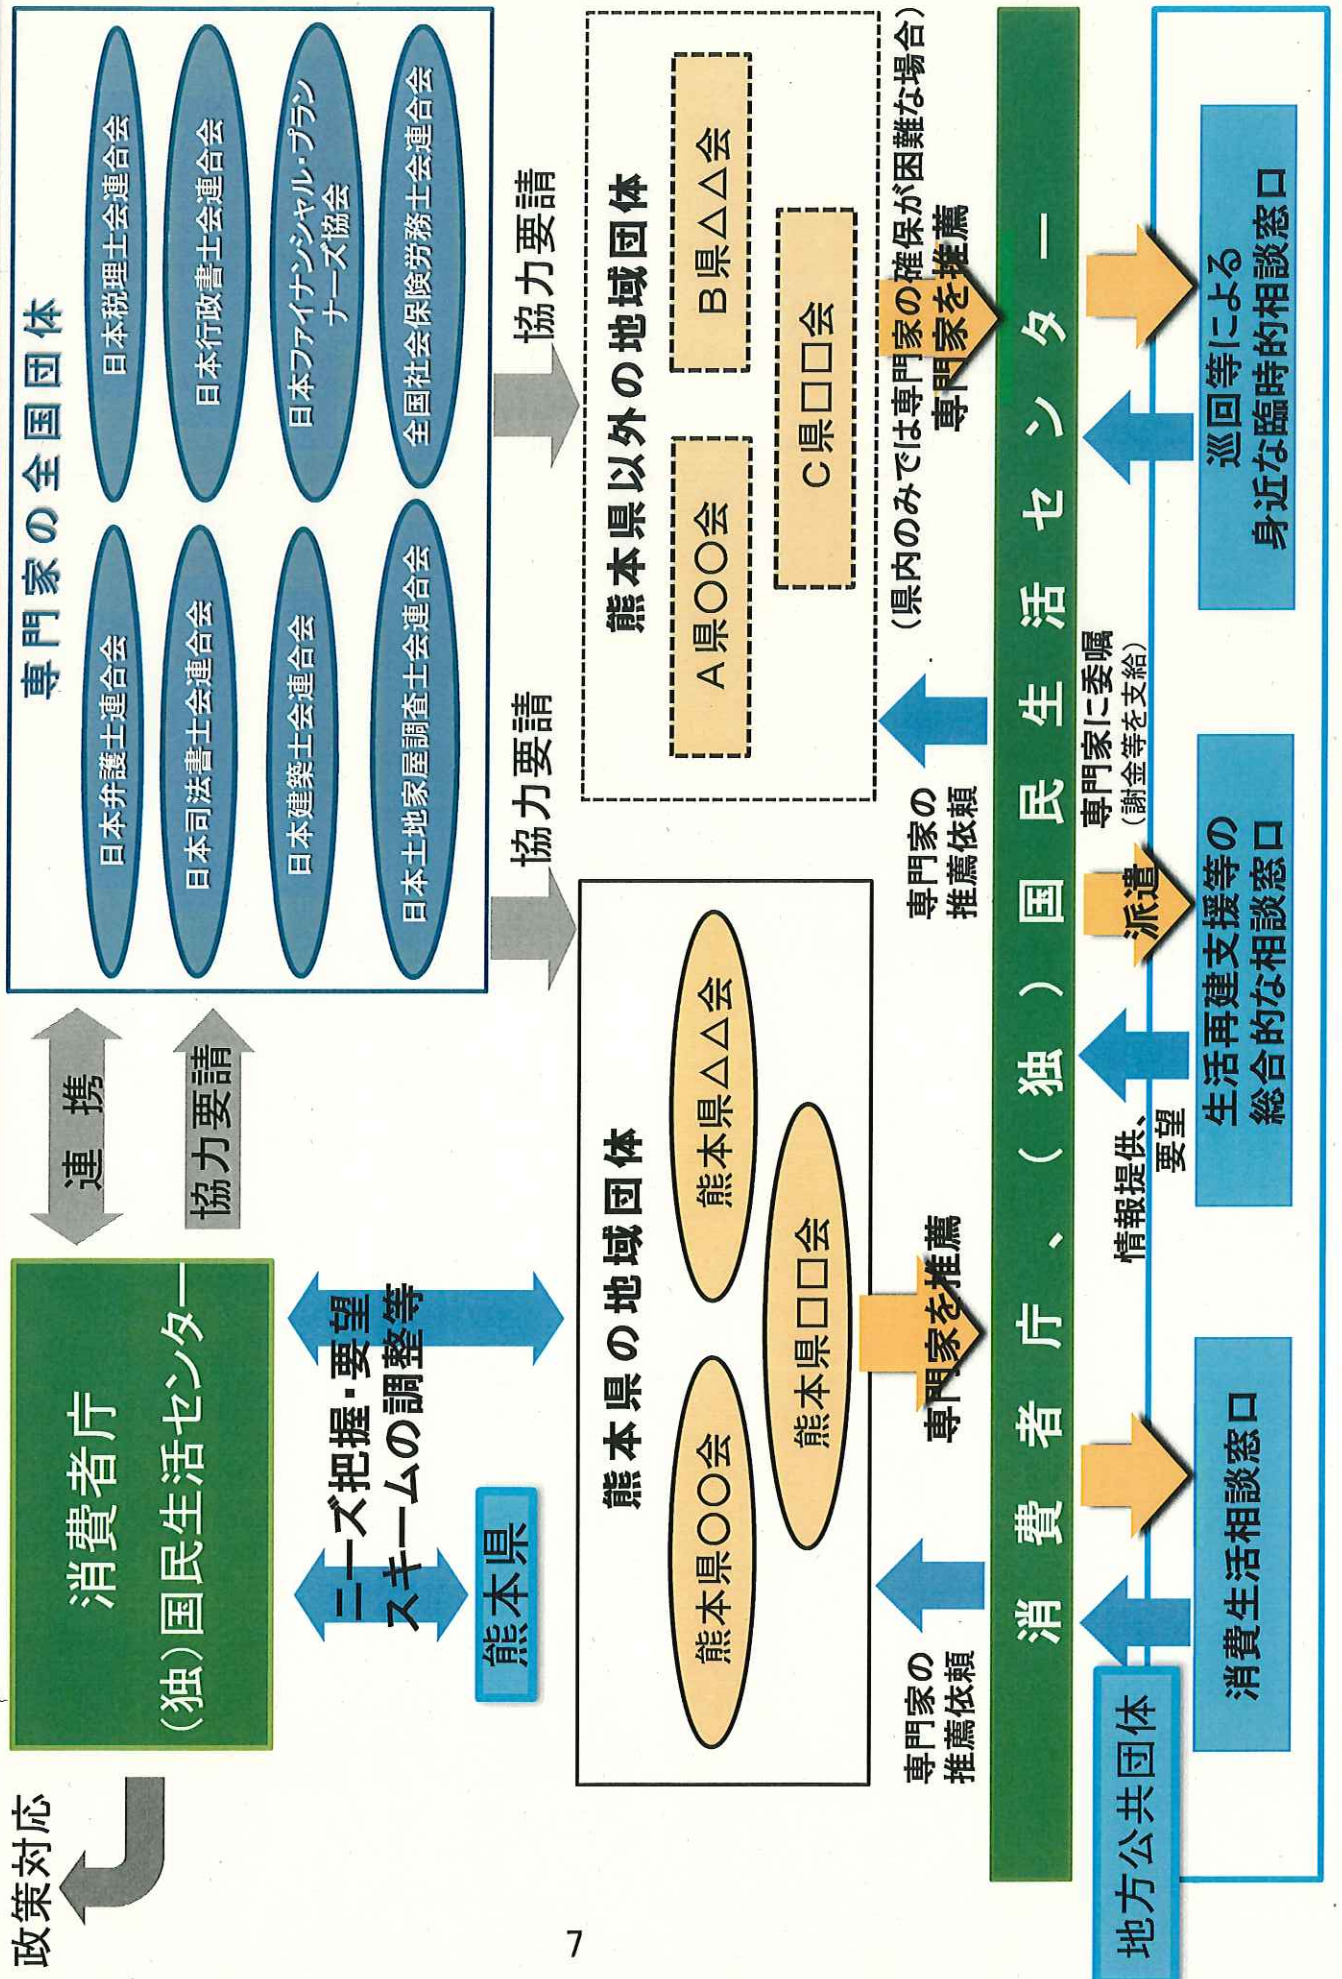 政策対応
消費者庁
(独)国民生活センター
連携
協力要請
専門家の全国団体
日本弁護士連合会
日本税理士会連合会
日本司法書士会連合会
日本行政書士会連合会
日本建築士会連合会
日本ファイナンシャル・プラン
ナーズ協会
日本土地家屋調査士会連合会
全国社会保険労務士会連合会
ニーズ把握・要望
スキームの調整等
熊本県
協力要請
協力要請
熊本県の地域団体
熊本県○○会
熊本県△△会
熊本県□□会
熊本県以外の地域団体
A県○○会
B県△△会
C県□□会
(県内のみでは専門家の確保が困難な場合)
専門家の
推薦依頼
専門家を推薦
専門家の
推薦依頼
専門家を推薦
消費者庁、(独)国民生活センター
地方公共団体
情報提供、
要望
派遣
専門家に委嘱
(謝金等を支給)
消費生活相談窓口
生活再建支援等の
総合的な相談窓口
巡回等による
身近な臨時的相談窓口
7